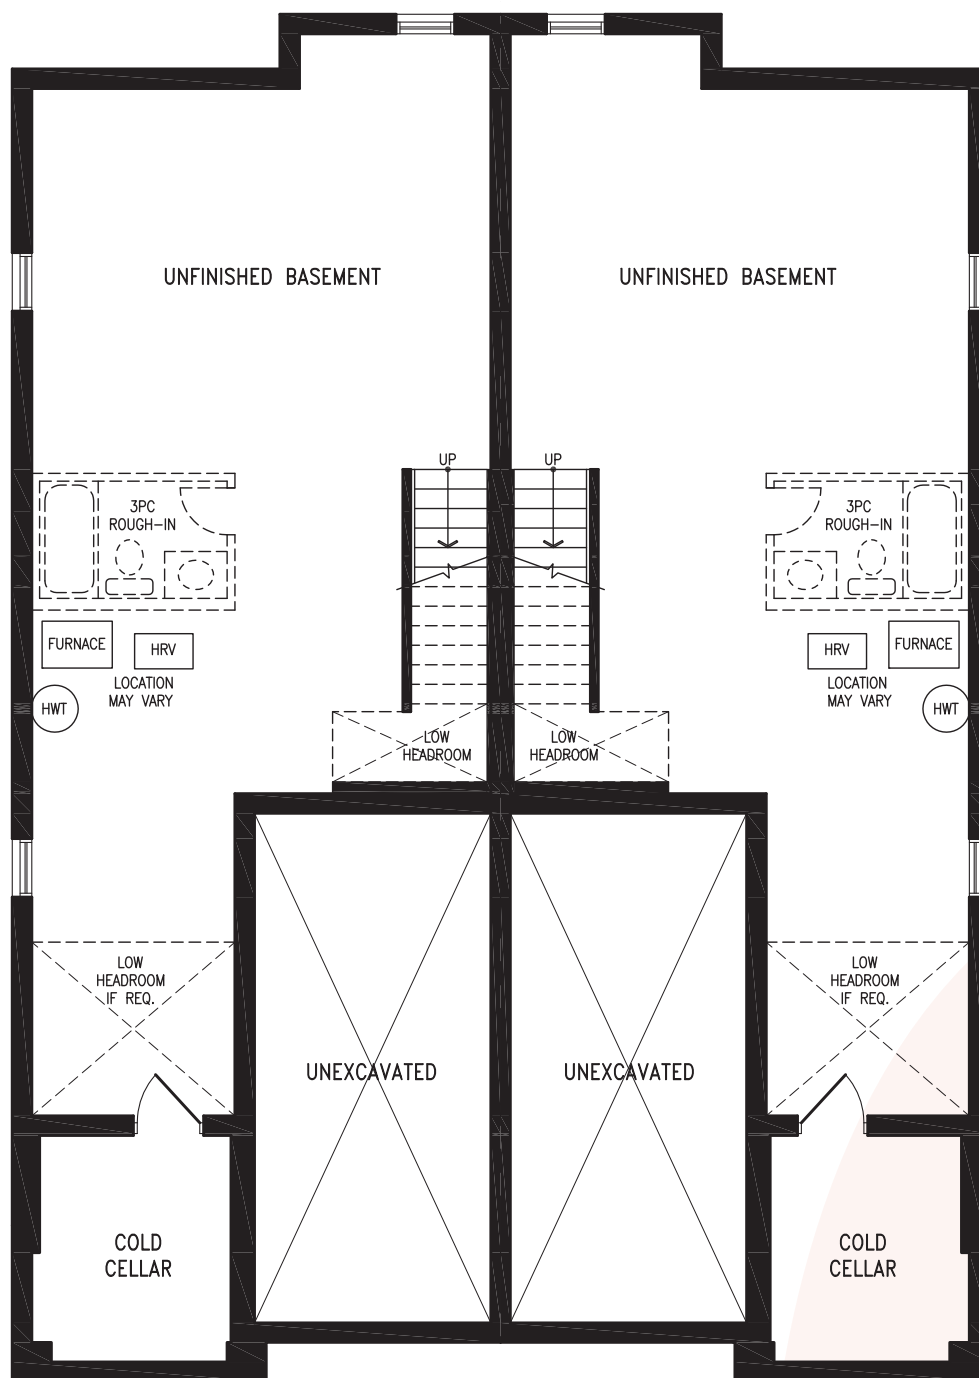 UNFINISHED BASEMENT
UNFINISHED BASEMENT
UP
UP
3PC
ROUGH-IN
3PC
ROUGH-IN
FURNACE
HRV
LOCATION
MAY VARY
HWT
HRV
FURNACE
LOCATION
MAY VARY
HWT
LOW
HEADROOM
LOW
HEADROOM
LOW
HEADROOM
IF REQ.
LOW
HEADROOM
IF REQ.
UNEXCAVATED
UNEXCAVATED
COLD
CELLAR
COLD
CELLAR